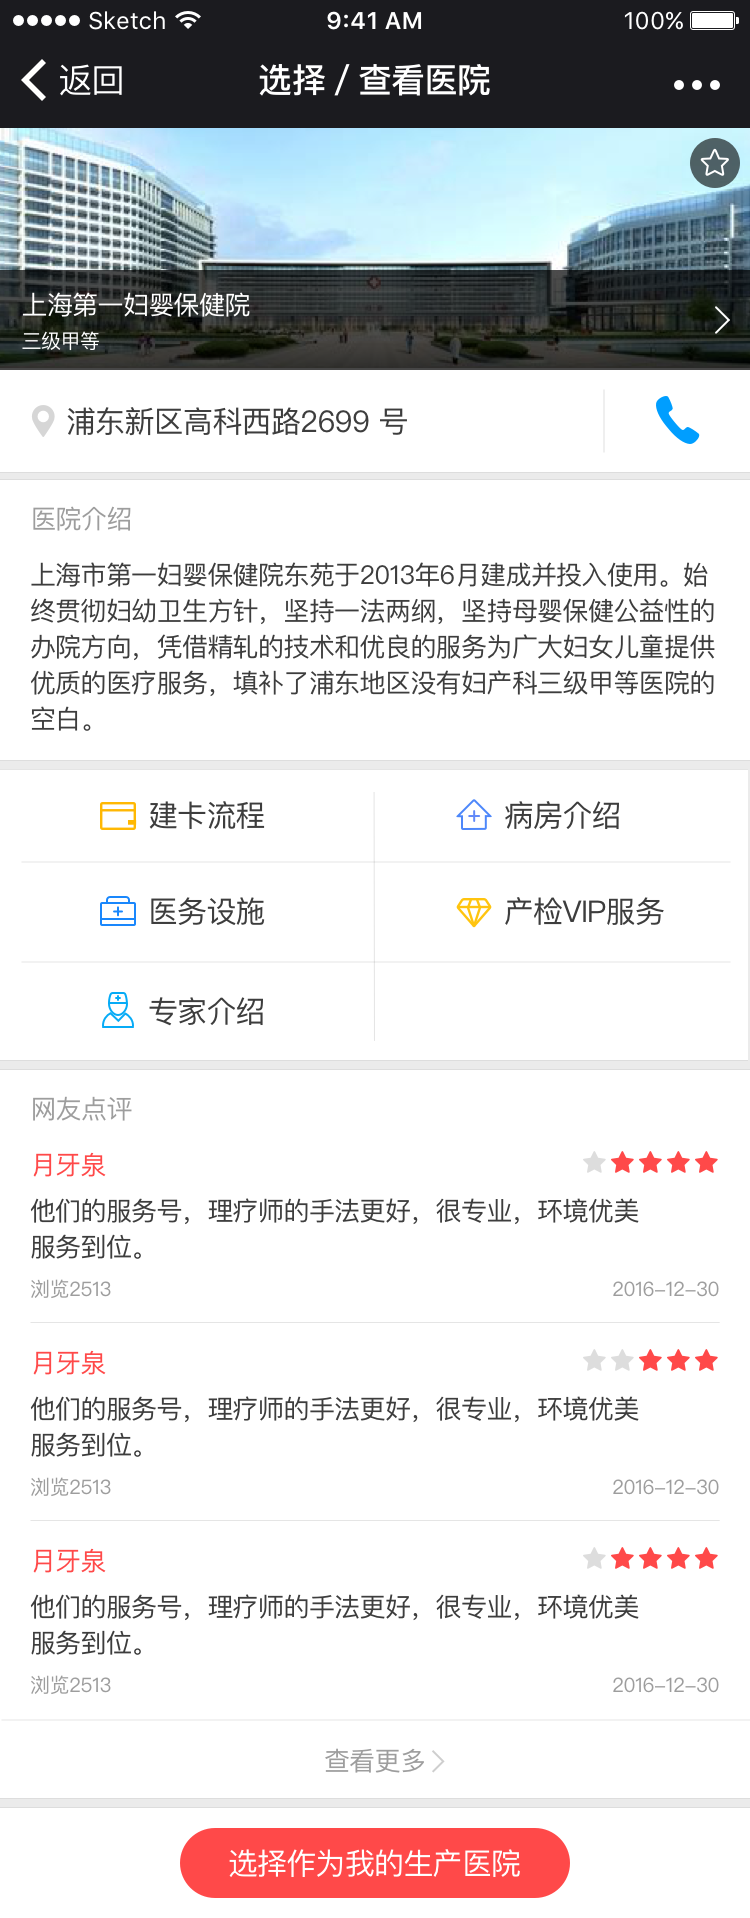 Sketch 9:41 AM 100%
返回 选择 / 查看医院
上海第一妇婴保健院
三级甲等
浦东新区高科西路2699 号
医院介绍
上海市第一妇婴保健院东苑于2013年6月建成并投入使用。始
终贯彻妇幼卫生方针，坚持一法两纲，坚持母婴保健公益性的
办院方向，凭借精轧的技术和优良的服务为广大妇女儿童提供
优质的医疗服务，填补了浦东地区没有妇产科三级甲等医院的
空白。
建卡流程 病房介绍
医务设施 产检VIP服务
专家介绍
网友点评
月牙泉
他们的服务号，理疗师的手法更好，很专业，环境优美
服务到位。
浏览2513 2016-12-30
月牙泉
他们的服务号，理疗师的手法更好，很专业，环境优美
服务到位。
浏览2513 2016-12-30
月牙泉
他们的服务号，理疗师的手法更好，很专业，环境优美
服务到位。
浏览2513 2016-12-30
查看更多
选择作为我的生产医院